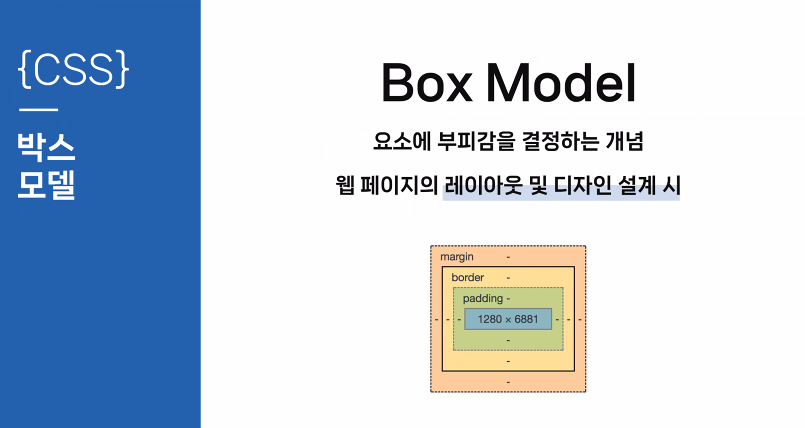 {CSS}
박스
모델
Box Model
요소에 부피감을 결정하는 개념
웹 페이지의 레이아웃 및 디자인 설계 시
margin -
border -
padding -
- - - 1280 × 6881 - - -
-
-
-